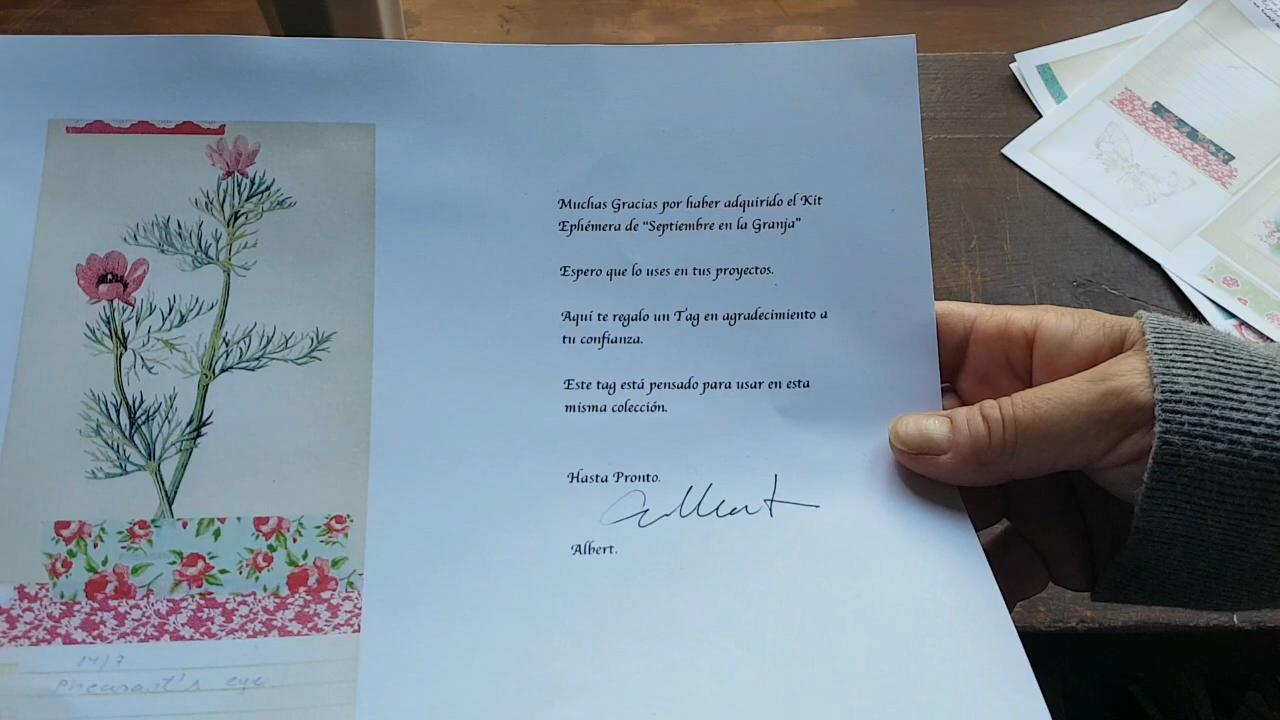 Muchas Gracias por haber adquirido el Kit
Ephémera de "Septiembre en la Granja"
Espero que lo uses en tus proyectos.
Aquí te regalo un Tag en agradecimiento a
tu confianza.
Este tag está pensado para usar en esta
misma colección.
Hasta Pronto.
Albert.
14/7
Pheasant's eye